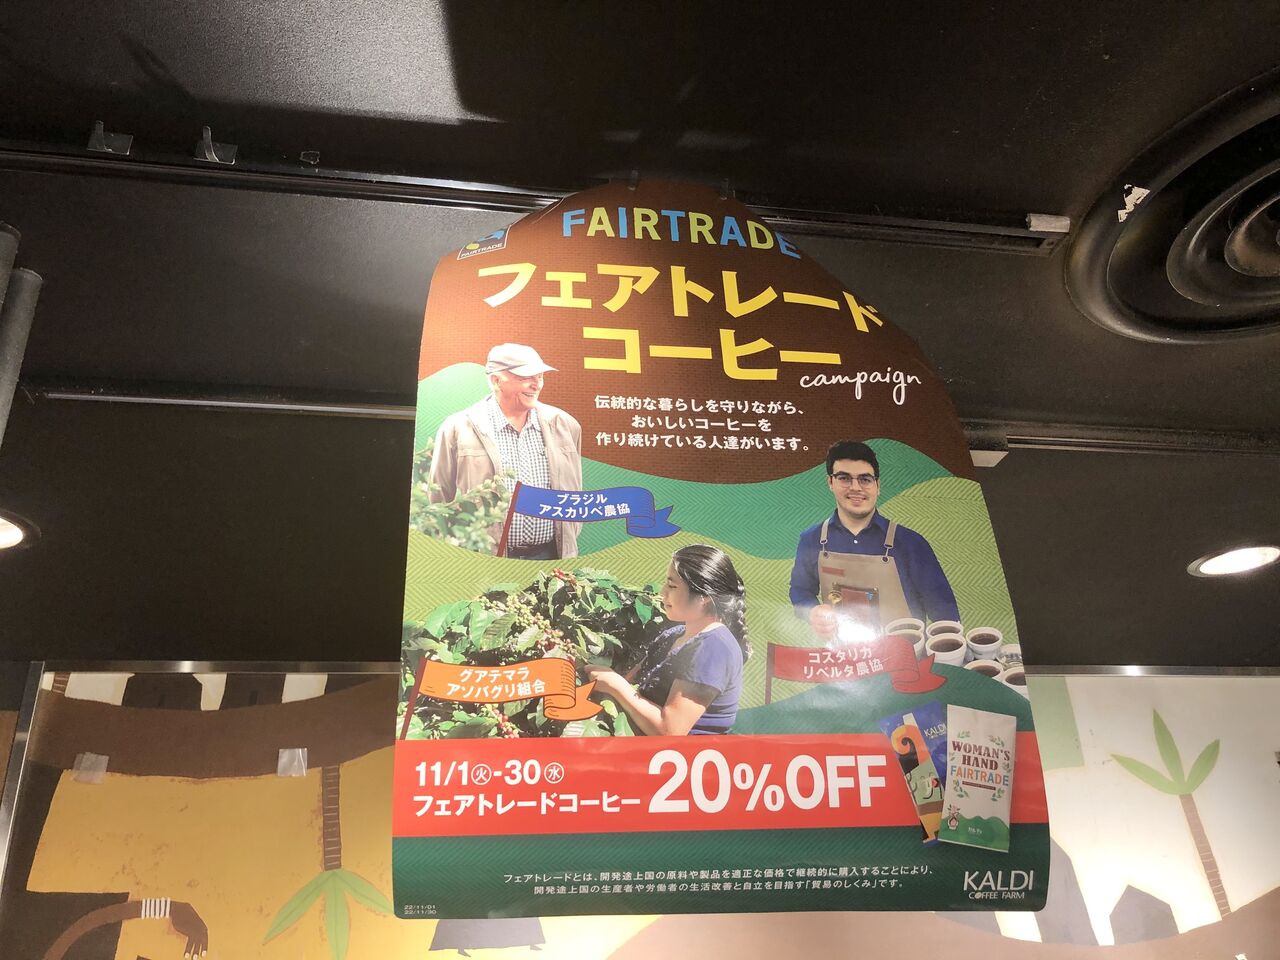 FAIRTRADE
FAIRTRADE
フェアトレード
コーヒー
campaign
伝統的な暮らしを守りながら、
おいしいコーヒーを
作り続けている人達がいます。
ブラジル
アスカリベ農協
コスタリカ
リベルタ農協
グアテマラ
アソバグリ組合
11/1㊋-30㊌
フェアトレードコーヒー
20%OFF
KALDI
WOMAN'S
HAND
FAIRTRADE
フェアトレードとは、開発途上国の原料や製品を適正な価格で継続的に購入することにより、
開発途上国の生産者や労働者の生活改善と自立を目指す「貿易のしくみ」です。
KALDI
COFFEE FARM
22/11/01
22/11/30